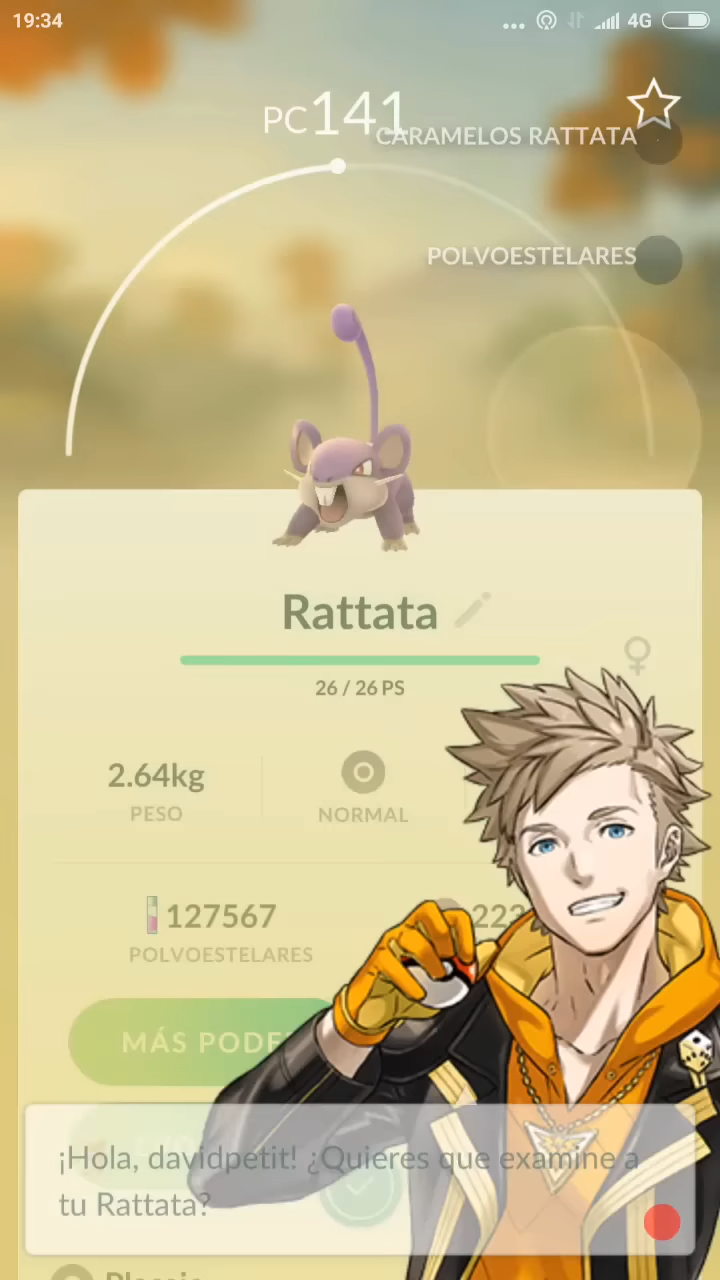 19:34
4G
PC141
CARAMELOS RATTATA
POLVOESTELARES
Rattata
26 / 26 PS
2.64kg
PESO
NORMAL
127567
POLVOESTELARES
223
MÁS PODE
¡Hola, davidpetit! ¿Quieres que examine a
tu Rattata?